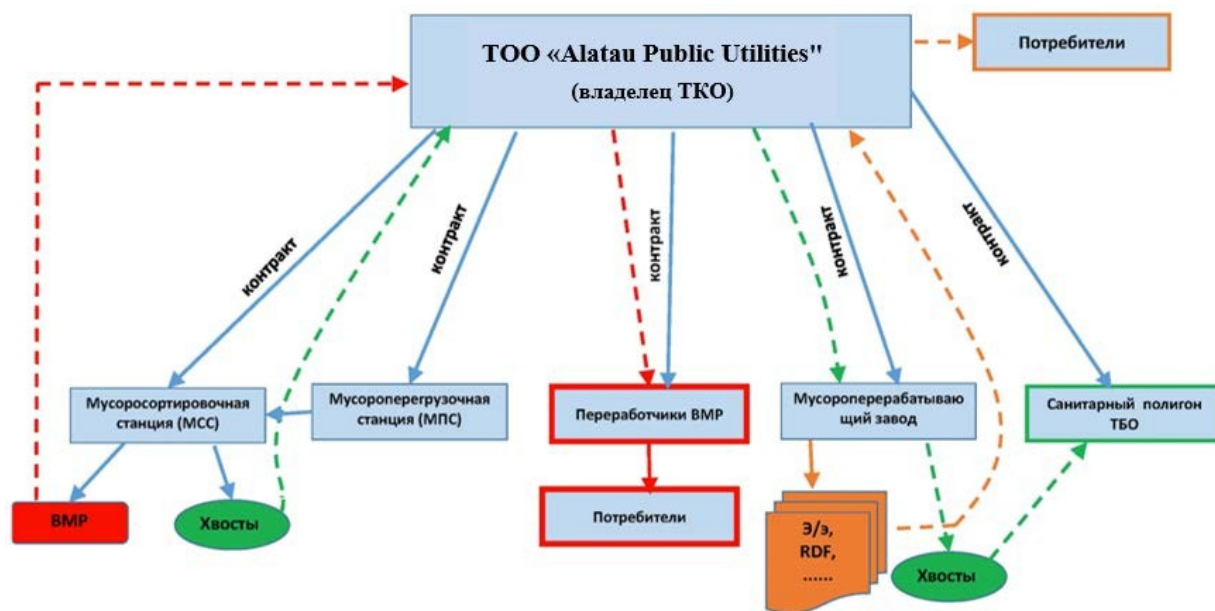 ТОО «Alatau Public Utilities"
(владелец ТКО)
Потребители
контракт
контракт
контракт
контракт
контракт
Мусоросортировочная
станция (МСС)
Мусороперегрузочная
станция (МПС)
Переработчики ВМР
Мусороперерабатываю
щий завод
Санитарный полигон
ТБО
ВМР
Хвосты
Потребители
Э/э,
RDF,
......
Хвосты